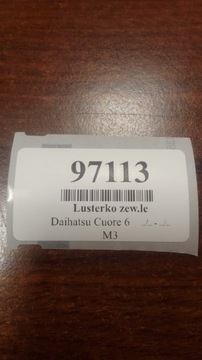 97113
Lusterko zew.le
Daihatsu Cuore 6 ../.. - ../..
M3